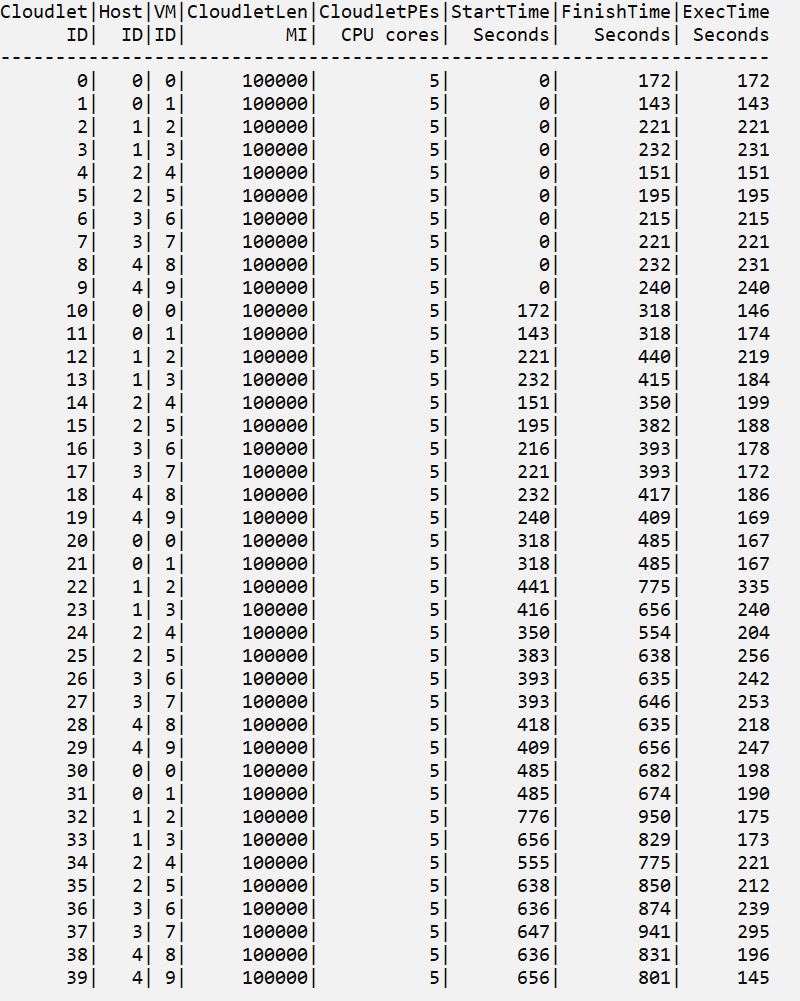 Cloudlet|Host|VM|CloudletLen|CloudletPEs|StartTime|FinishTime|ExecTime
      ID|  ID|ID|         MI|  CPU cores|  Seconds|   Seconds| Seconds
----------------------------------------------------------------------
       0|   0| 0|     100000|          5|        0|       172|     172
       1|   0| 1|     100000|          5|        0|       143|     143
       2|   1| 2|     100000|          5|        0|       221|     221
       3|   1| 3|     100000|          5|        0|       232|     231
       4|   2| 4|     100000|          5|        0|       151|     151
       5|   2| 5|     100000|          5|        0|       195|     195
       6|   3| 6|     100000|          5|        0|       215|     215
       7|   3| 7|     100000|          5|        0|       221|     221
       8|   4| 8|     100000|          5|        0|       232|     231
       9|   4| 9|     100000|          5|        0|       240|     240
      10|   0| 0|     100000|          5|      172|       318|     146
      11|   0| 1|     100000|          5|      143|       318|     174
      12|   1| 2|     100000|          5|      221|       440|     219
      13|   1| 3|     100000|          5|      232|       415|     184
      14|   2| 4|     100000|          5|      151|       350|     199
      15|   2| 5|     100000|          5|      195|       382|     188
      16|   3| 6|     100000|          5|      216|       393|     178
      17|   3| 7|     100000|          5|      221|       393|     172
      18|   4| 8|     100000|          5|      232|       417|     186
      19|   4| 9|     100000|          5|      240|       409|     169
      20|   0| 0|     100000|          5|      318|       485|     167
      21|   0| 1|     100000|          5|      318|       485|     167
      22|   1| 2|     100000|          5|      441|       775|     335
      23|   1| 3|     100000|          5|      416|       656|     240
      24|   2| 4|     100000|          5|      350|       554|     204
      25|   2| 5|     100000|          5|      383|       638|     256
      26|   3| 6|     100000|          5|      393|       635|     242
      27|   3| 7|     100000|          5|      393|       646|     253
      28|   4| 8|     100000|          5|      418|       635|     218
      29|   4| 9|     100000|          5|      409|       656|     247
      30|   0| 0|     100000|          5|      485|       682|     198
      31|   0| 1|     100000|          5|      485|       674|     190
      32|   1| 2|     100000|          5|      776|       950|     175
      33|   1| 3|     100000|          5|      656|       829|     173
      34|   2| 4|     100000|          5|      555|       775|     221
      35|   2| 5|     100000|          5|      638|       850|     212
      36|   3| 6|     100000|          5|      636|       874|     239
      37|   3| 7|     100000|          5|      647|       941|     295
      38|   4| 8|     100000|          5|      636|       831|     196
      39|   4| 9|     100000|          5|      656|       801|     145